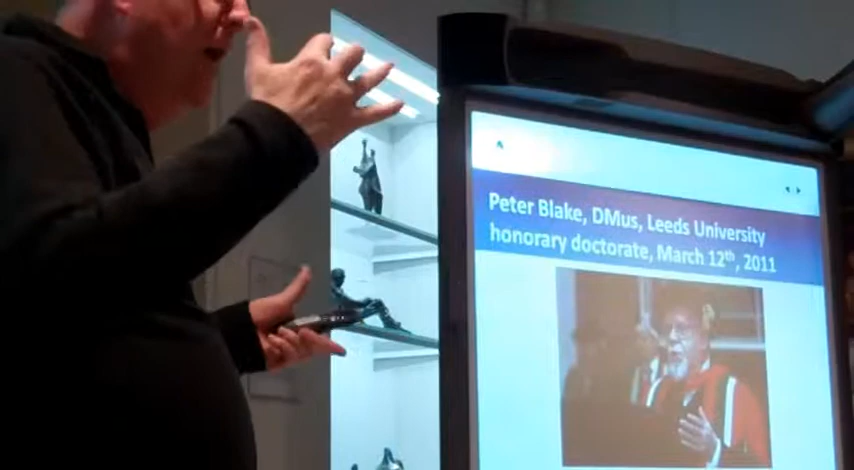 Peter Blake, DMus, Leeds University
honorary doctorate, March 12th, 2011